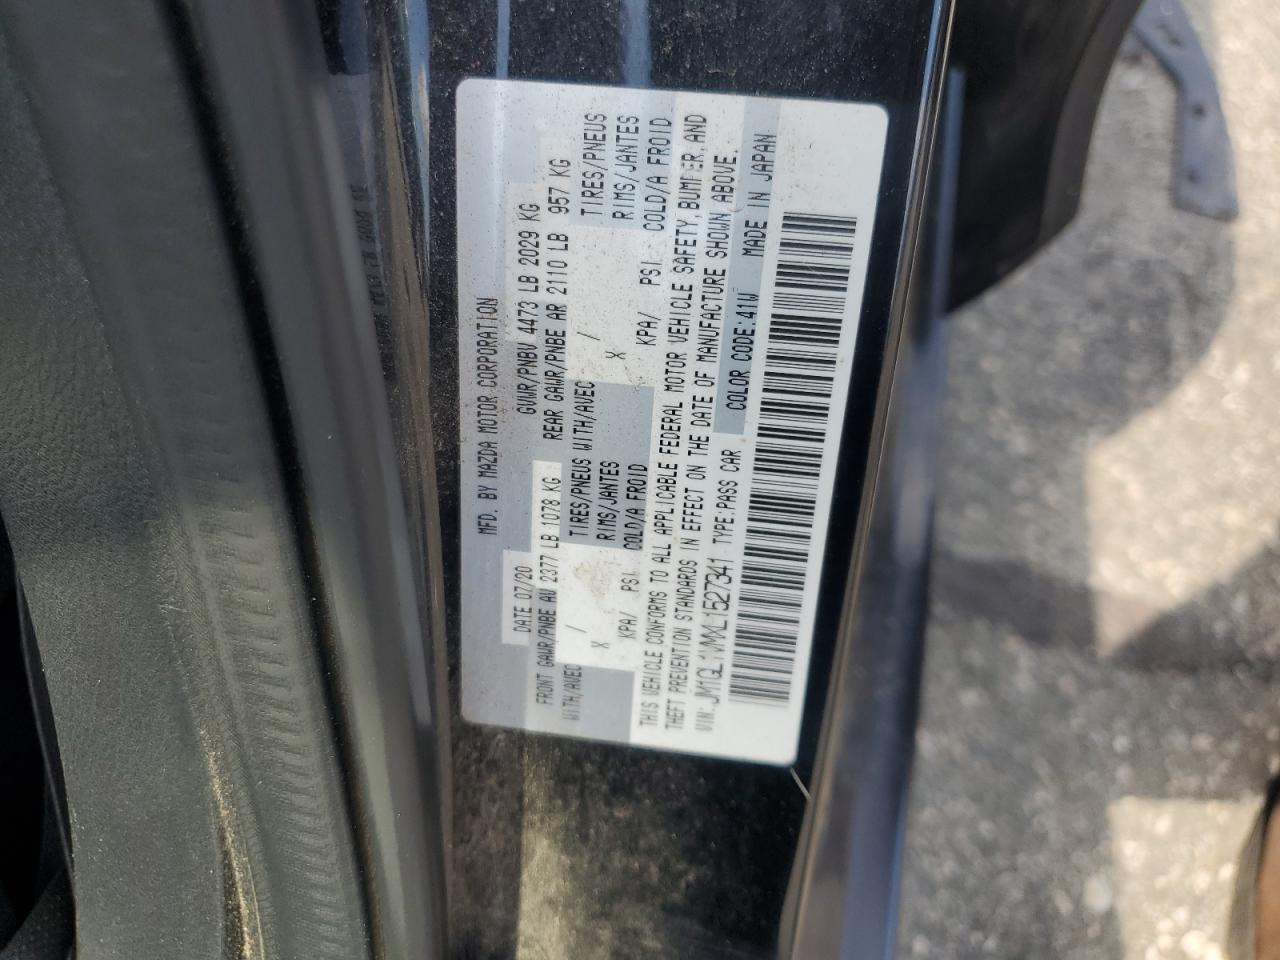 MFD. BY MAZDA MOTOR CORPORATION
DATE 07/20 GVWR/PNBV 4473 LB 2029 KG
FRONT GAWR/PNBE AV 2377 LB 1078 KG REAR GAWR/PNBE AR 2110 LB 957 KG
WITH/AVEC / TIRES/PNEUS WITH/AVEC / TIRES/PNEUS
X RIMS/JANTES X RIMS/JANTES
KPA/ PSI. COLD/A FROID KPA/ PSI. COLD/A FROID
THIS VEHICLE CONFORMS TO ALL APPLICABLE FEDERAL MOTOR VEHICLE SAFETY, BUMPER, AND
THEFT PREVENTION STANDARDS IN EFFECT ON THE DATE OF MANUFACTURE SHOWN ABOVE.
VIN: JM1GL1WXL1527341 TYPE:PASS CAR COLOR CODE:41W MADE IN JAPAN